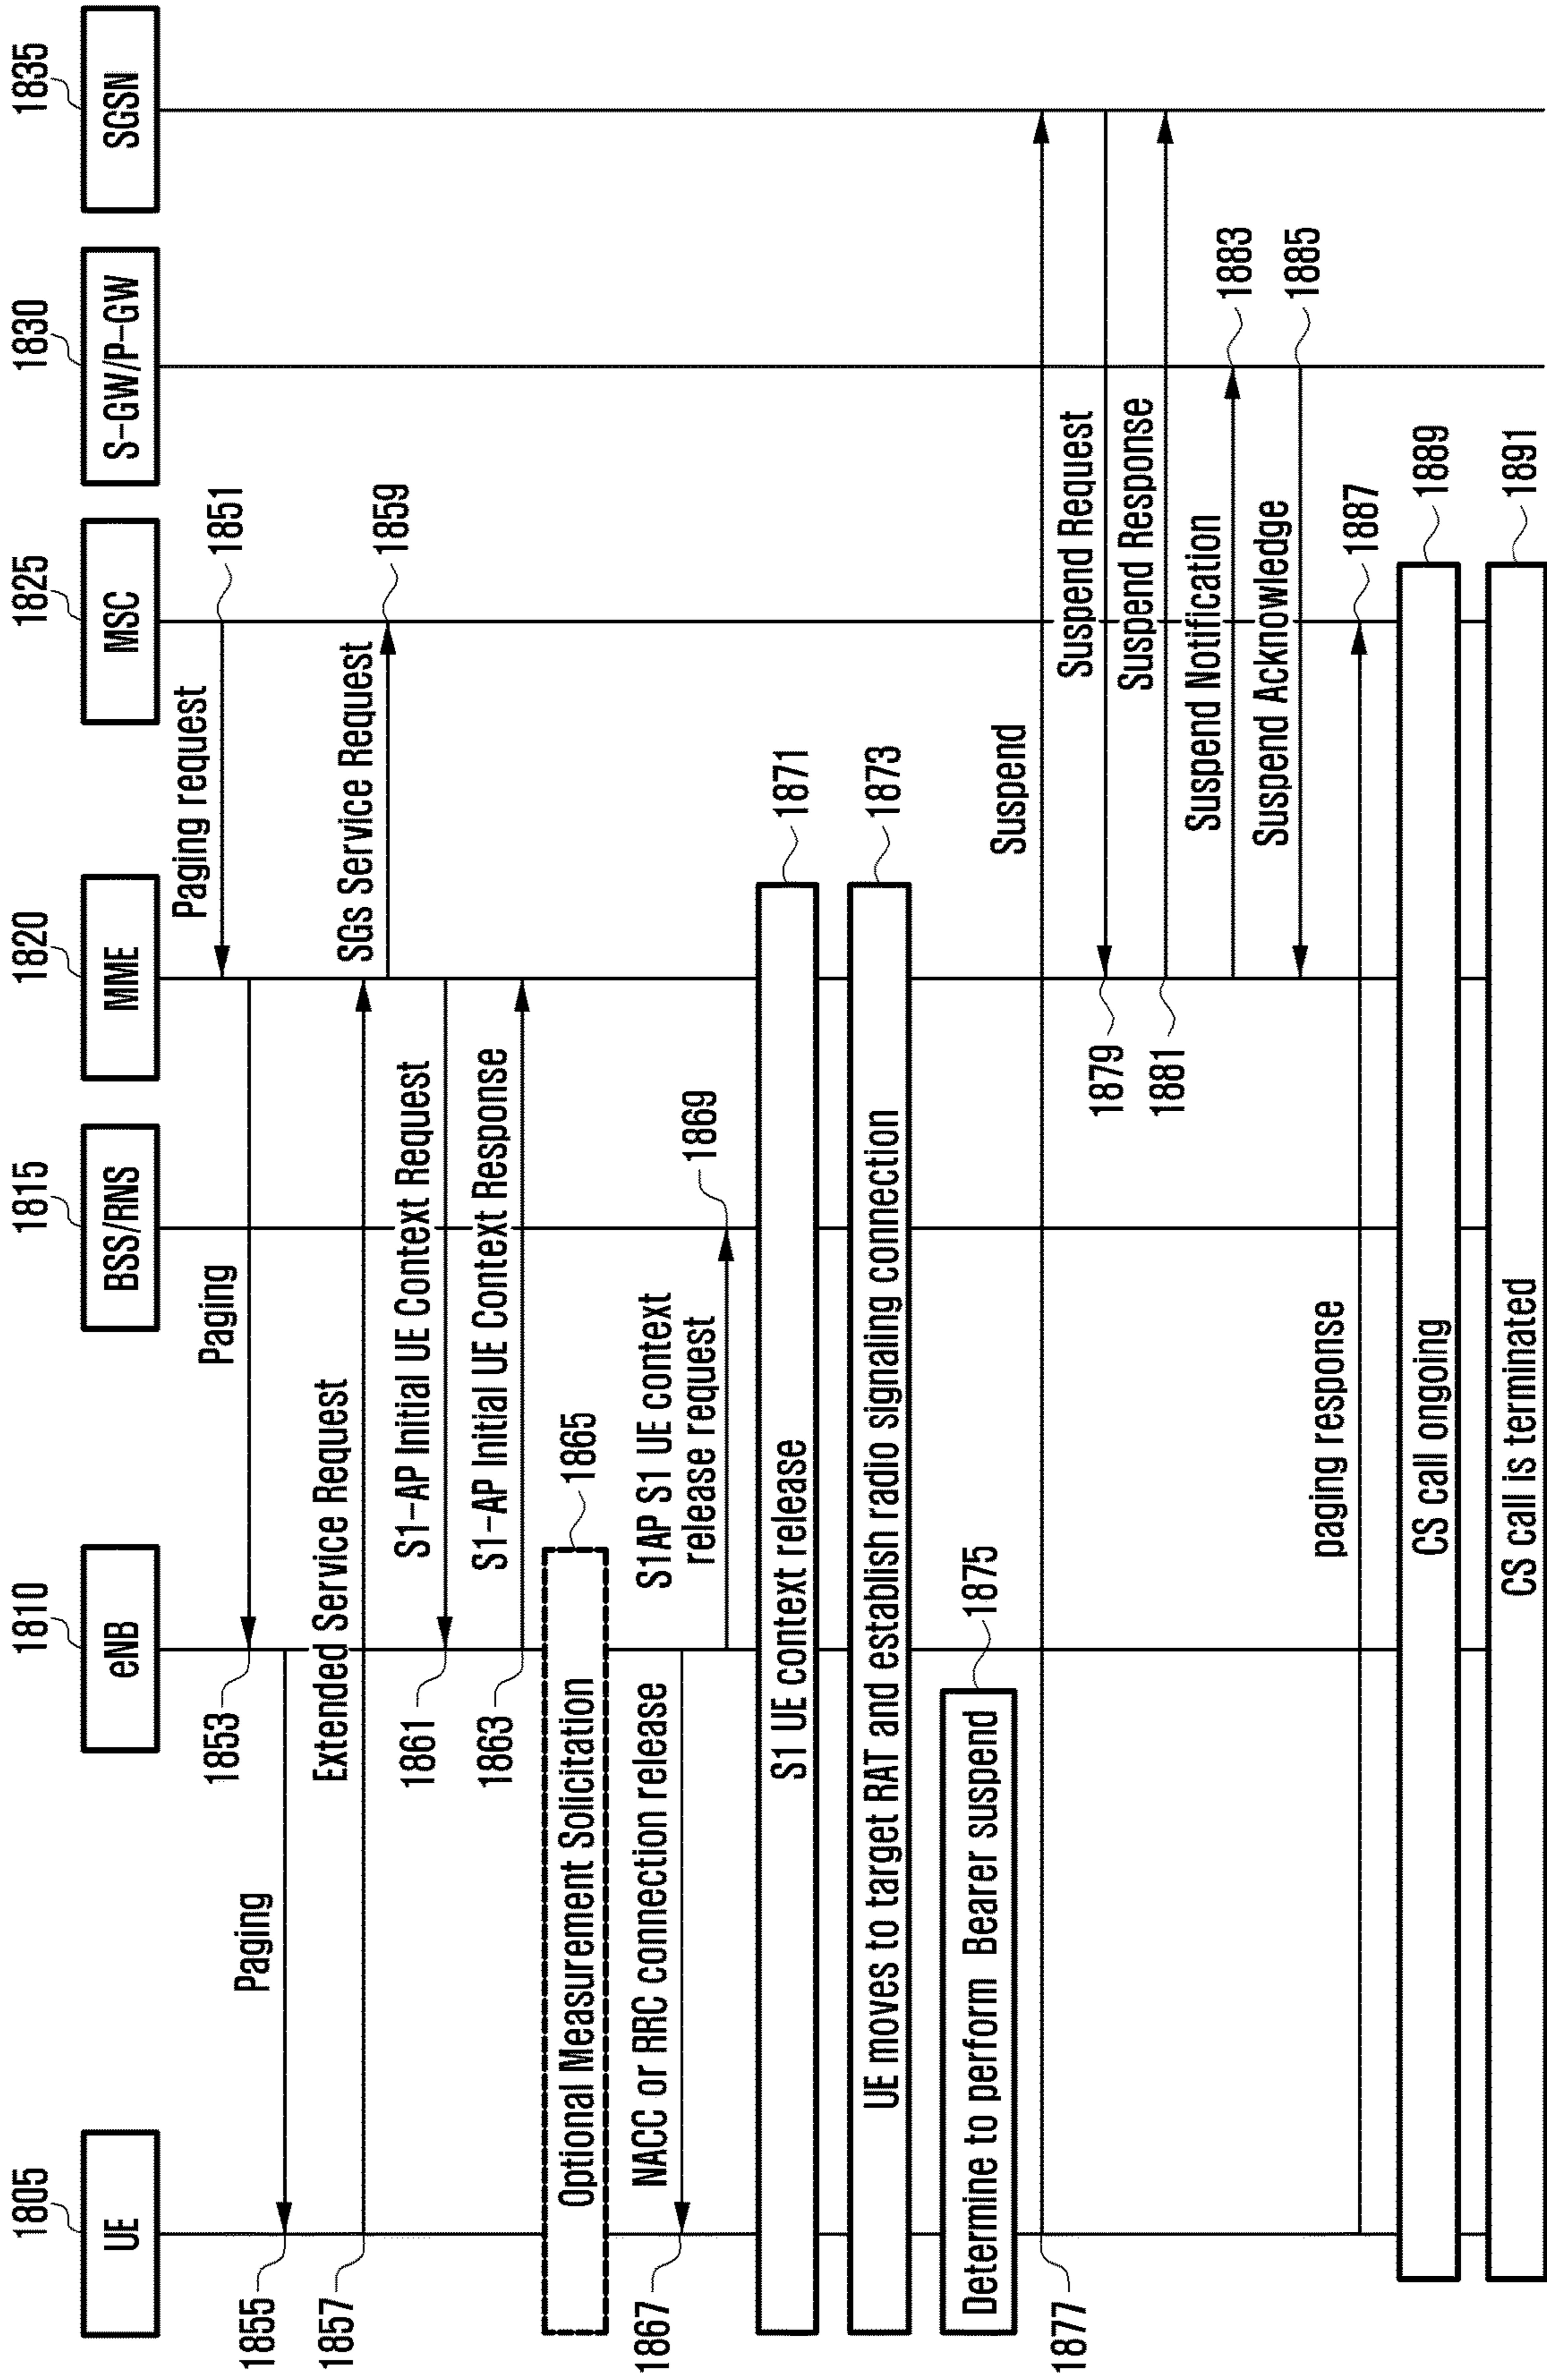 1805
1810
1815
1820
1825
1830
1835
UE
eNB
BSS/RNS
MME
MSC
S-GW/P-GW
SGSN
Paging request
1851
Paging
1853
Paging
1855
Extended Service Request
1857
SGs Service Request
1859
S1-AP Initial UE Context Request
1861
S1-AP Initial UE Context Response
1863
Optional Measurement Solicitation
1865
NACC or RRC connection release
1867
S1AP S1 UE context
release request
1869
S1 UE context release
1871
UE moves to target RAT and establish radio signaling connection
1873
Determine to perform Bearer suspend
1875
Suspend
1877
Suspend Request
1879
Suspend Response
1881
Suspend Notification
1883
Suspend Acknowledge
1885
paging response
1887
CS call ongoing
1889
CS call is terminated
1891